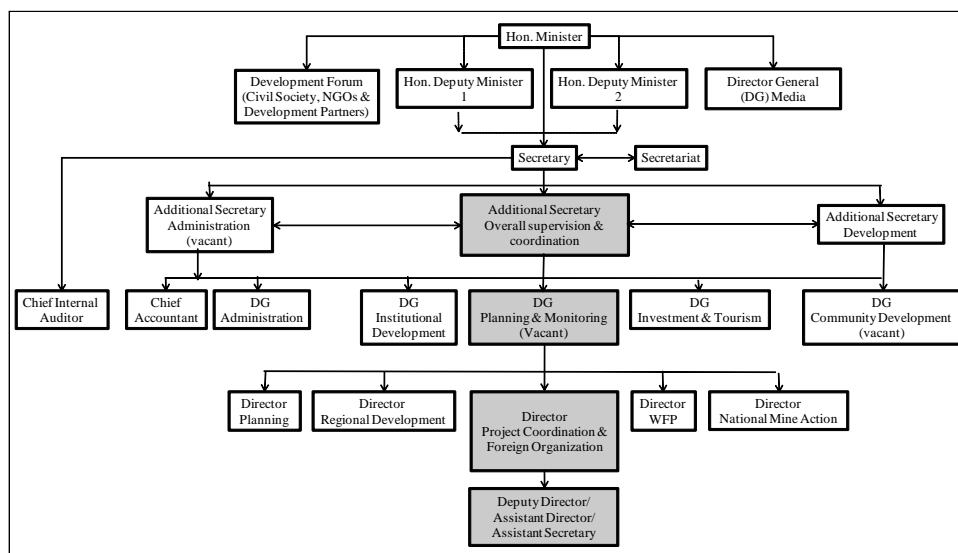 Hon. Minister
Development Forum
(Civil Society, NGOs &
Development Partners)
Hon. Deputy Minister
1
Hon. Deputy Minister
2
Director General
(DG) Media
Secretary
Secretariat
Additional Secretary
Administration
(vacant)
Additional Secretary
Overall supervision &
coordination
Additional Secretary
Development
Chief Internal
Auditor
Chief
Accountant
DG
Administration
DG
Institutional
Development
DG
Planning & Monitoring
(Vacant)
DG
Investment & Tourism
DG
Community Development
(vacant)
Director
Planning
Director
Regional Development
Director
Project Coordination &
Foreign Organization
Director
WFP
Director
National Mine Action
Deputy Director/
Assistant Director/
Assistant Secretary